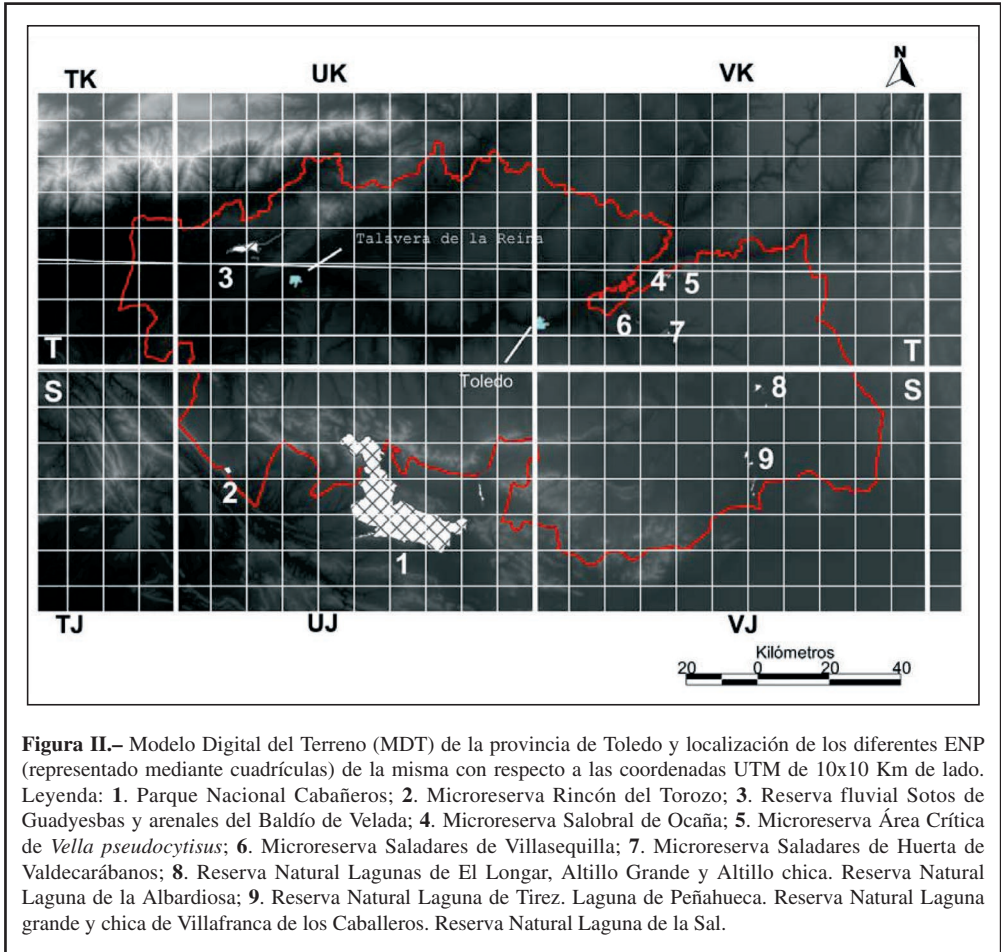 N
TK UK VK
Talavera de la Reina
3
4 5
6 7
T T
S Toledo S
8
9
2
1
TJ UJ VJ
Kilómetros
20 0 20 40
Figura II.– Modelo Digital del Terreno (MDT) de la provincia de Toledo y localización de los diferentes ENP
(representado mediante cuadrículas) de la misma con respecto a las coordenadas UTM de 10x10 Km de lado.
Leyenda: 1. Parque Nacional Cabañeros; 2. Microreserva Rincón del Torozo; 3. Reserva fluvial Sotos de
Guadyesbas y arenales del Baldío de Velada; 4. Microreserva Salobral de Ocaña; 5. Microreserva Área Crítica
de Vella pseudocytisus; 6. Microreserva Saladares de Villasequilla; 7. Microreserva Saladares de Huerta de
Valdecarábanos; 8. Reserva Natural Lagunas de El Longar, Altillo Grande y Altillo chica. Reserva Natural
Laguna de la Albardiosa; 9. Reserva Natural Laguna de Tirez. Laguna de Peñahueca. Reserva Natural Laguna
grande y chica de Villafranca de los Caballeros. Reserva Natural Laguna de la Sal.